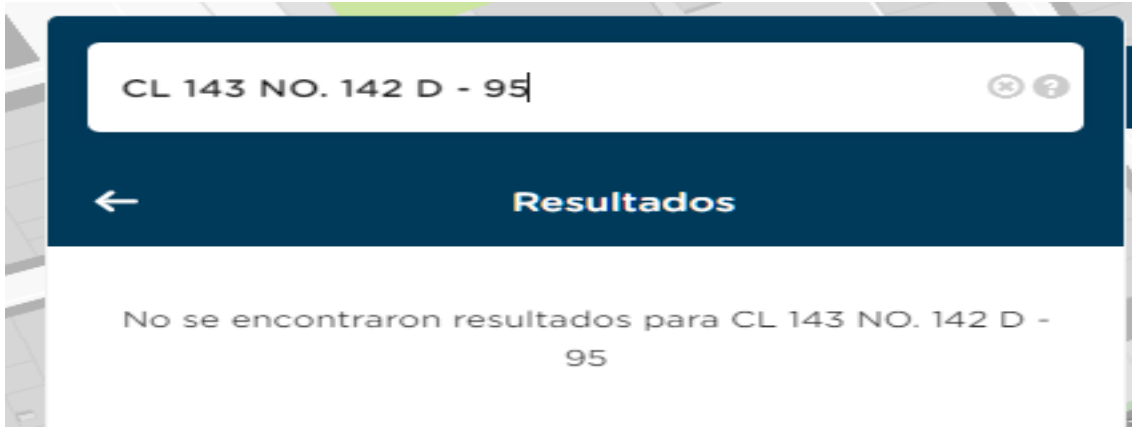 CL 143 NO. 142 D - 95
Resultados
No se encontraron resultados para CL 143 NO. 142 D -
95